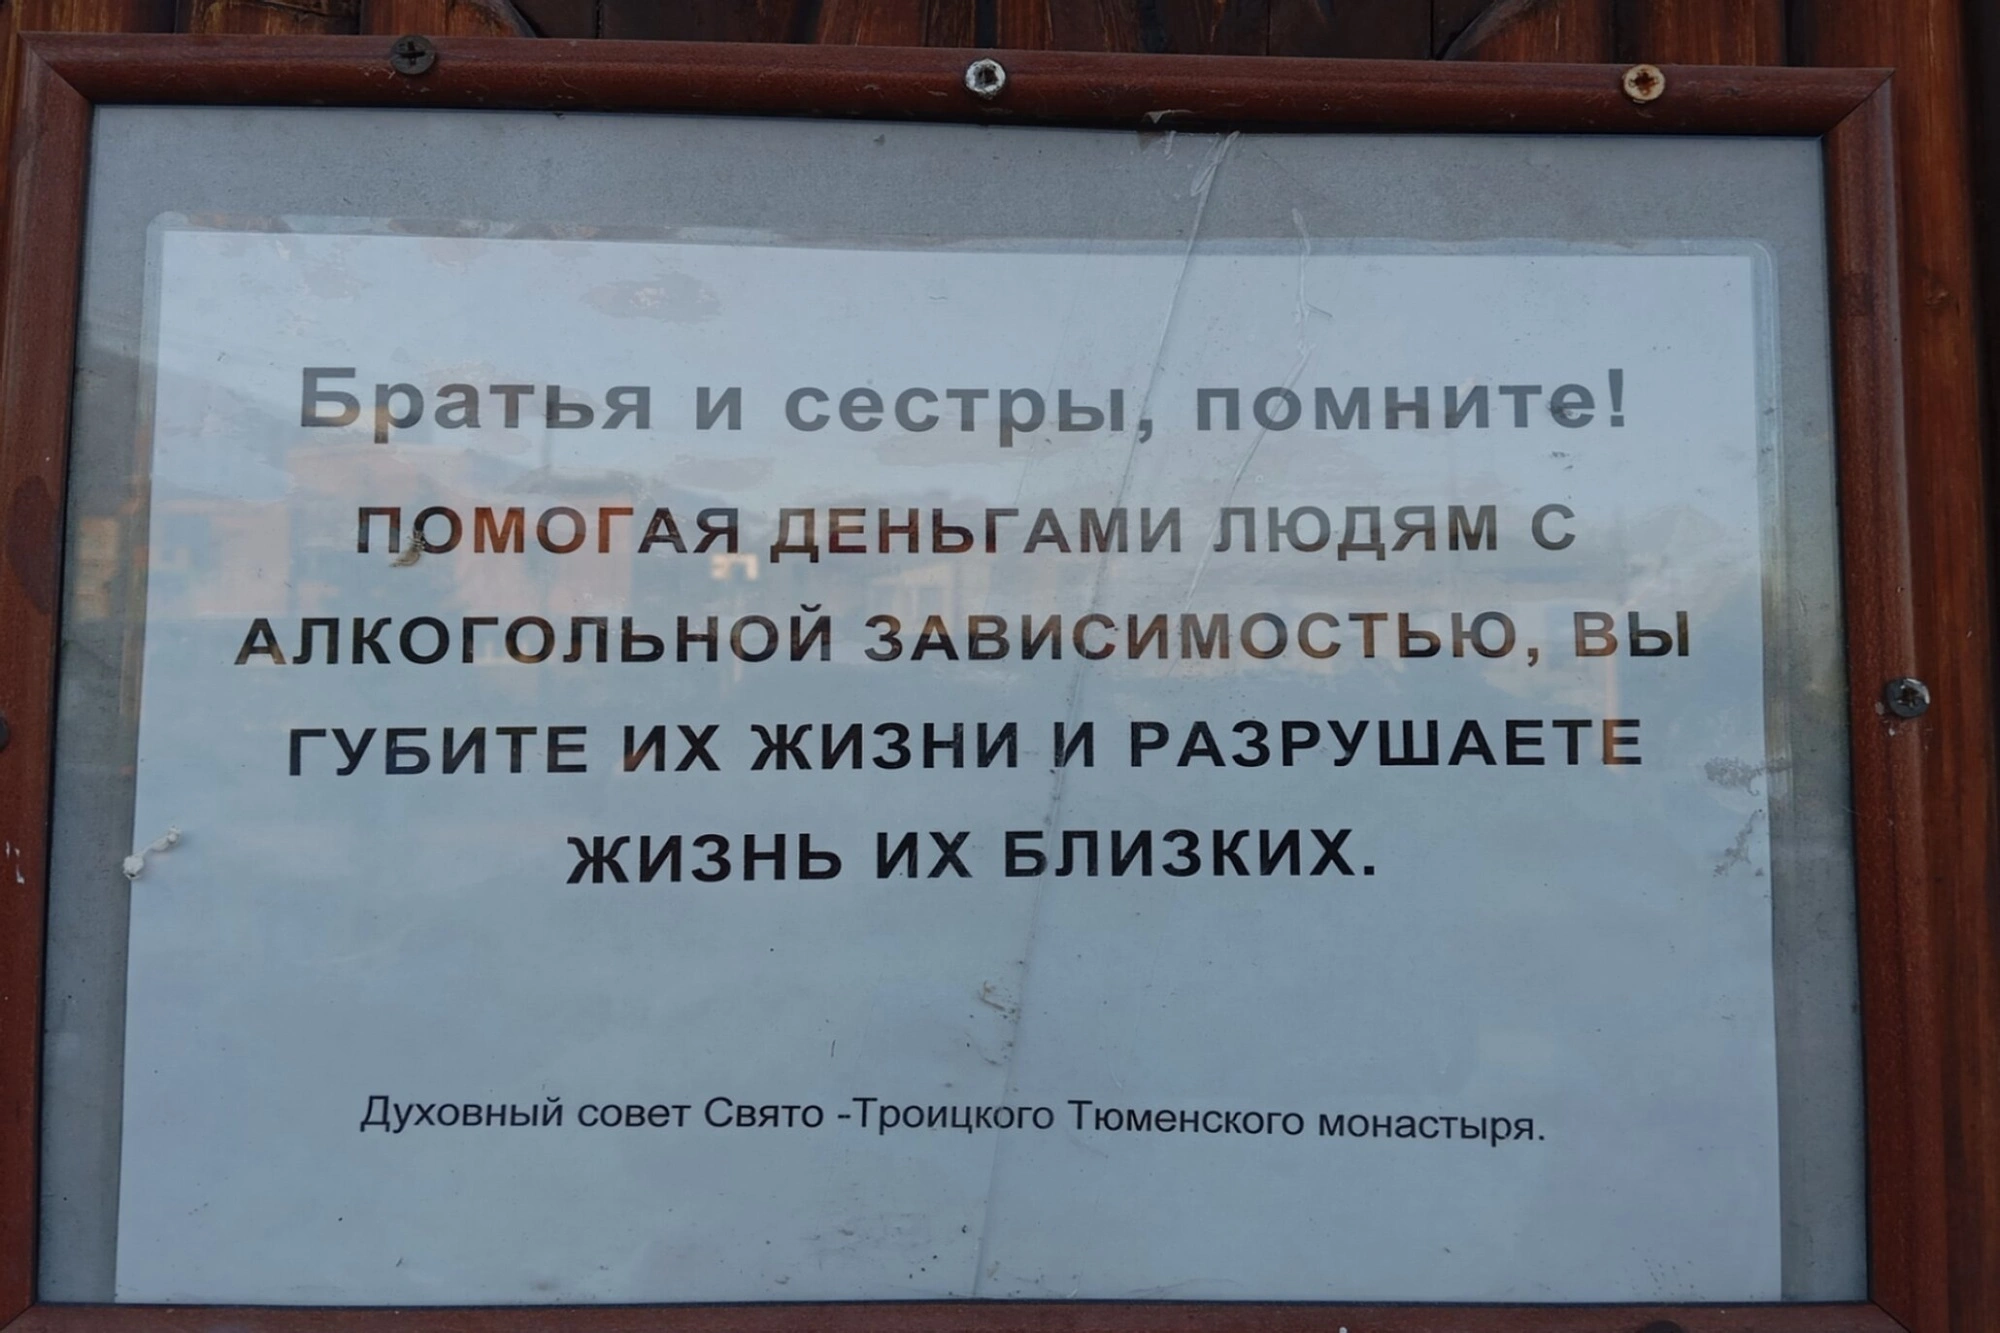 Братья и сестры, помните!
ПОМОГАЯ ДЕНЬГАМИ ЛЮДЯМ С
АЛКОГОЛЬНОЙ ЗАВИСИМОСТЬЮ, ВЫ
ГУБИТЕ ИХ ЖИЗНИ И РАЗРУШАЕТЕ
ЖИЗНЬ ИХ БЛИЗКИХ.
Духовный совет Свято -Троицкого Тюменского монастыря.